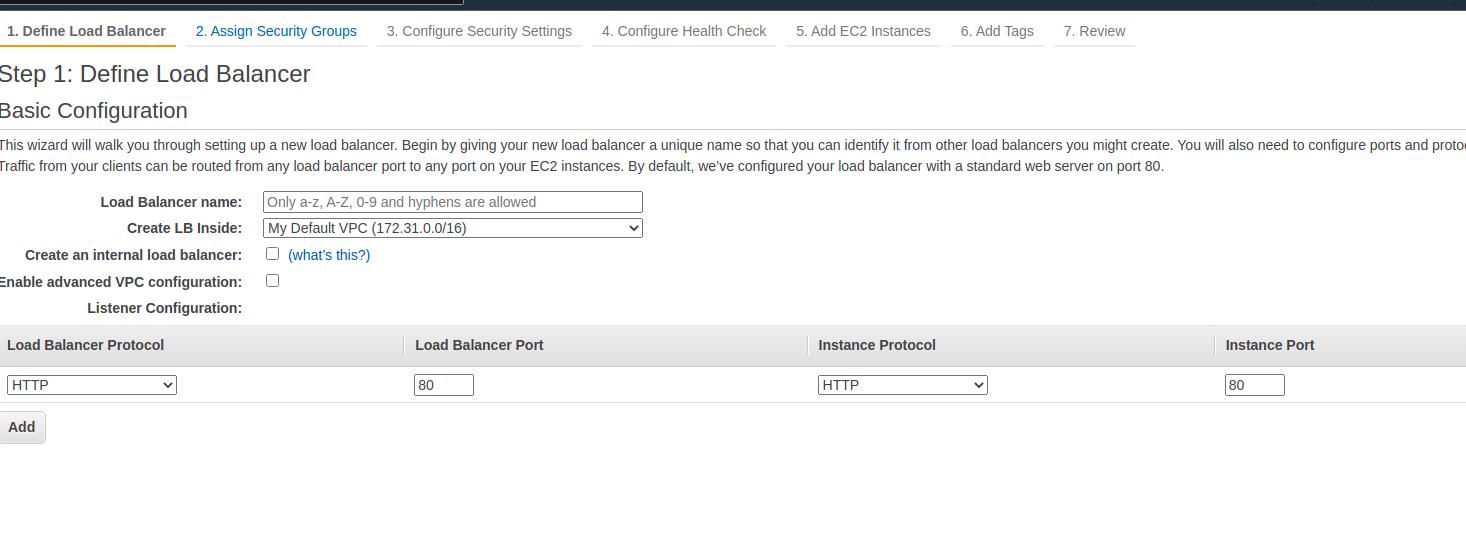 1. Define Load Balancer 2. Assign Security Groups 3. Configure Security Settings 4. Configure Health Check 5. Add EC2 Instances 6. Add Tags 7. Review
Step 1: Define Load Balancer
Basic Configuration
This wizard will walk you through setting up a new load balancer. Begin by giving your new load balancer a unique name so that you can identify it from other load balancers you might create. You will also need to configure ports and
Traffic from your clients can be routed from any load balancer port to any port on your EC2 instances. By default, we've configured your load balancer with a standard web server on port 80.
Load Balancer name: Only a-z, A-Z, 0-9 and hyphens are allowed
Create LB Inside: My Default VPC (172.31.0.0/16)
Create an internal load balancer: (what's this?)
Enable advanced VPC configuration:
Listener Configuration:
Load Balancer Protocol Load Balancer Port Instance Protocol Instance Port
HTTP 80 HTTP 80
Add